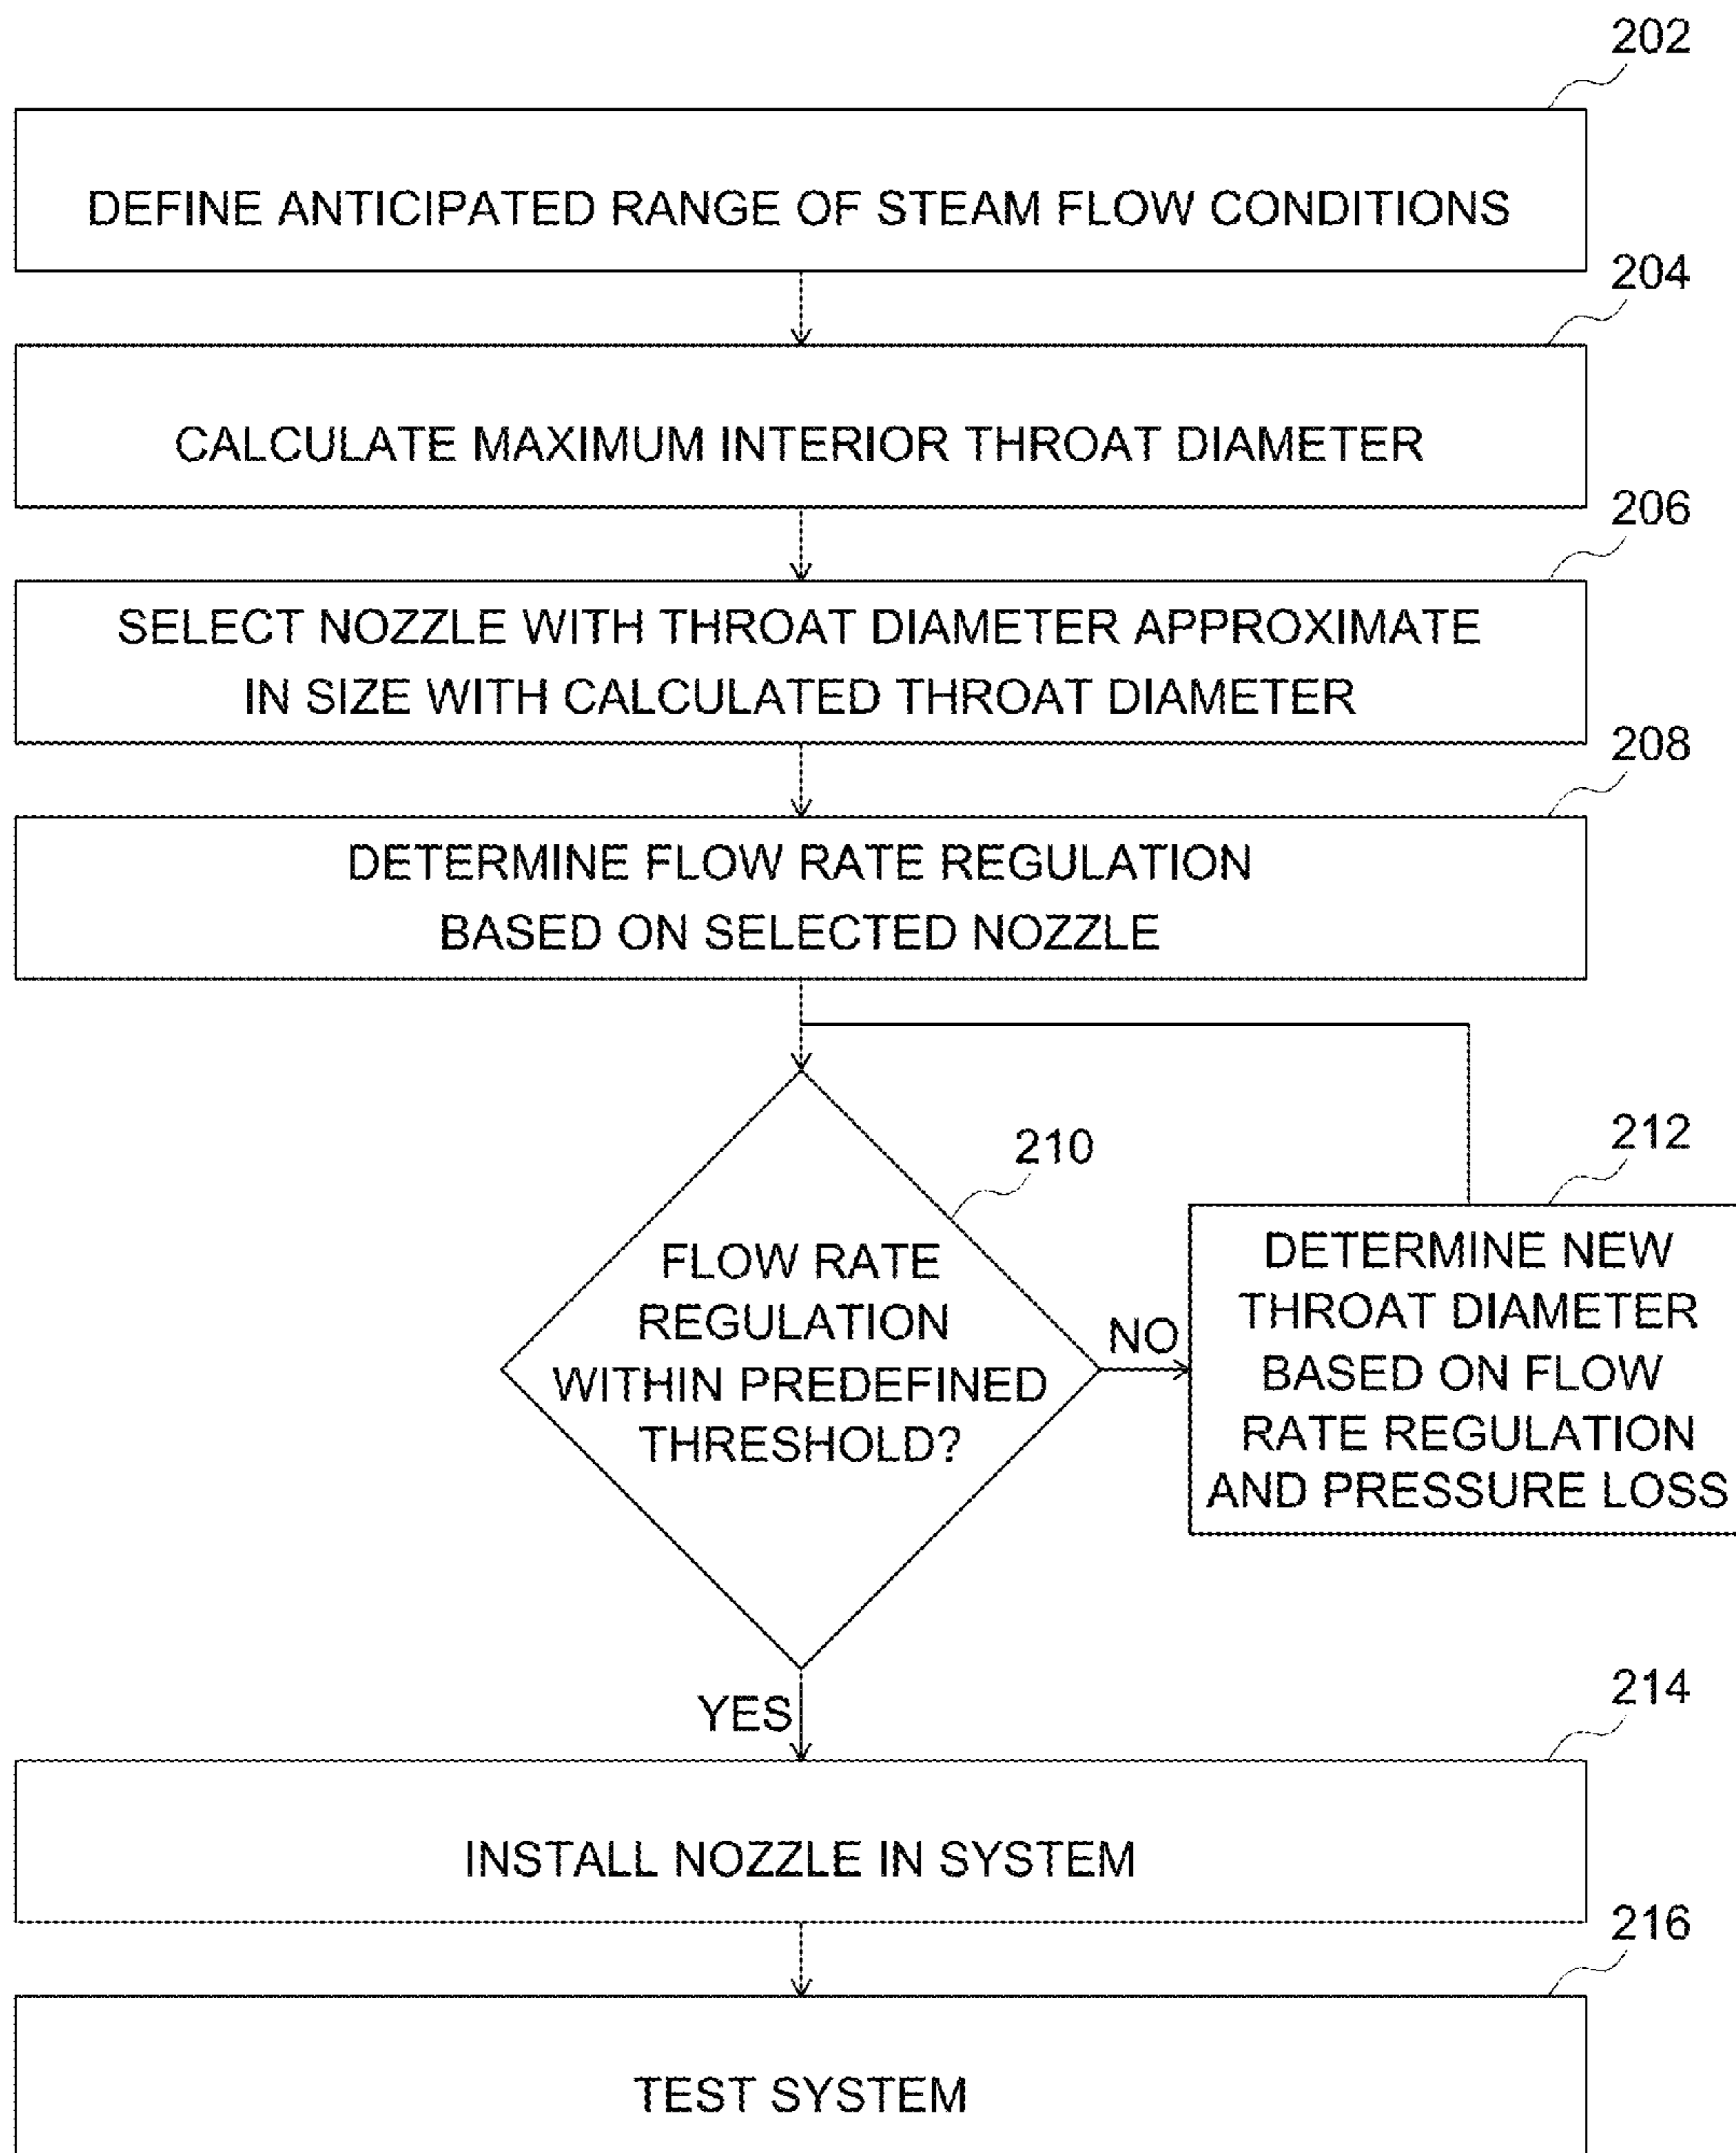 202
DEFINE ANTICIPATED RANGE OF STEAM FLOW CONDITIONS
204
CALCULATE MAXIMUM INTERIOR THROAT DIAMETER
206
SELECT NOZZLE WITH THROAT DIAMETER APPROXIMATE
IN SIZE WITH CALCULATED THROAT DIAMETER
208
DETERMINE FLOW RATE REGULATION
BASED ON SELECTED NOZZLE
210
FLOW RATE
REGULATION
WITHIN PREDEFINED
THRESHOLD?
NO
212
DETERMINE NEW
THROAT DIAMETER
BASED ON FLOW
RATE REGULATION
AND PRESSURE LOSS
YES
214
INSTALL NOZZLE IN SYSTEM
216
TEST SYSTEM